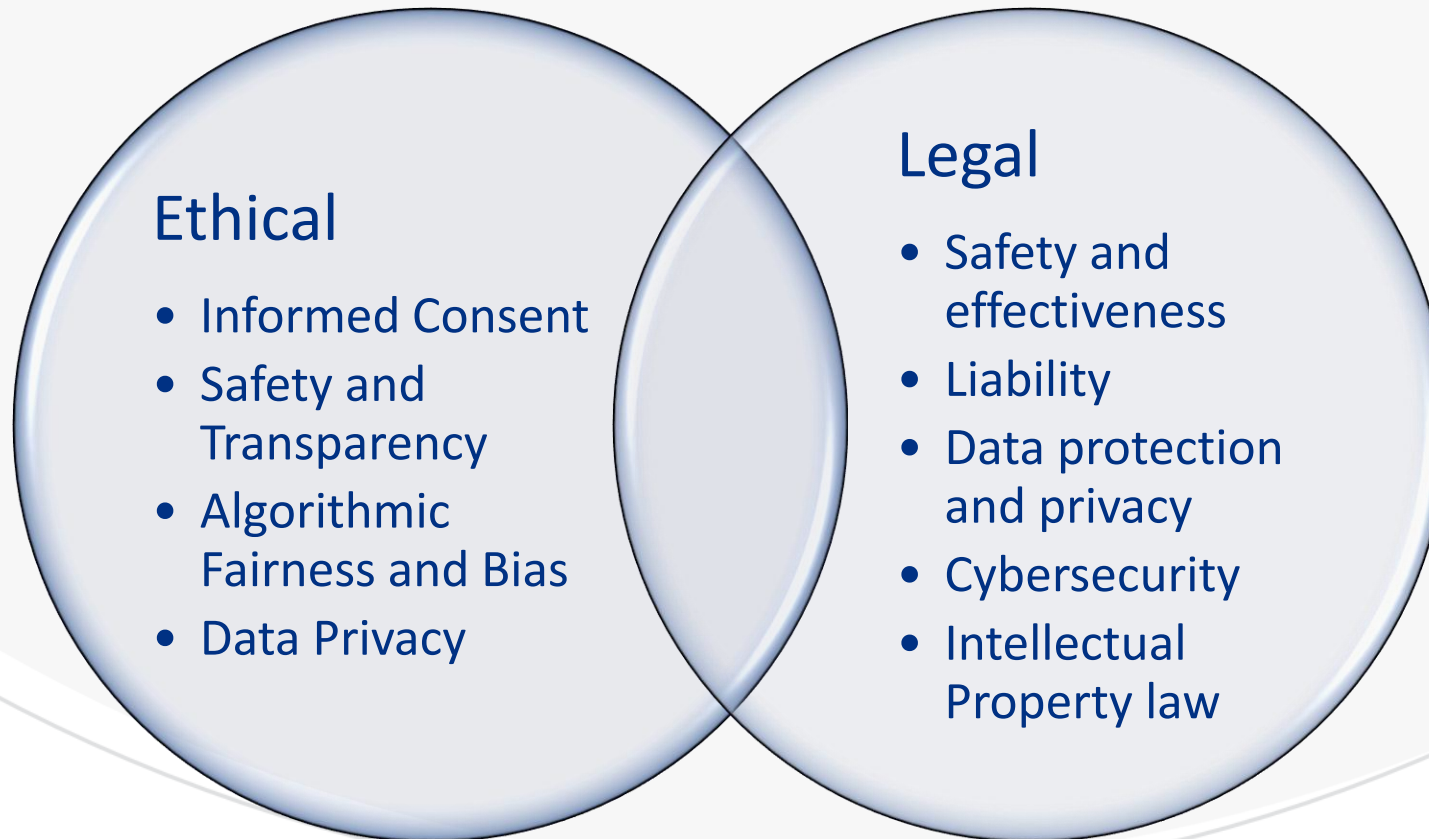 Ethical
• Informed Consent
• Safety and
Transparency
• Algorithmic
Fairness and Bias
• Data Privacy
Legal
• Safety and
effectiveness
• Liability
• Data protection
and privacy
• Cybersecurity
• Intellectual
Property law